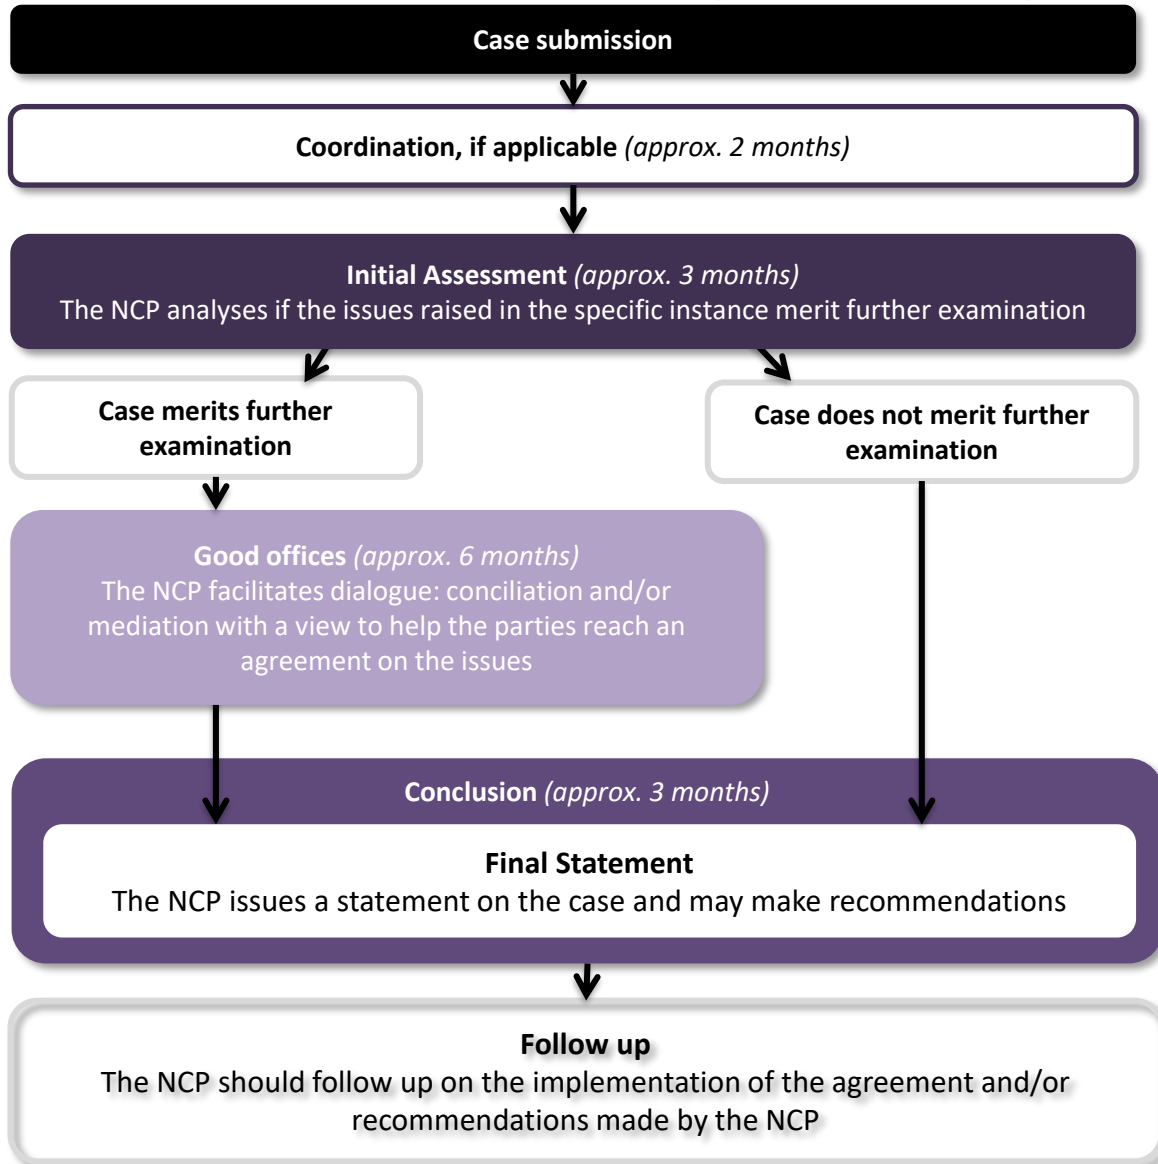 Case submission
Coordination, if applicable (approx. 2 months)
Initial Assessment (approx. 3 months)
The NCP analyses if the issues raised in the specific instance merit further examination
Case merits further
examination
Case does not merit further
examination
Good offices (approx. 6 months)
The NCP facilitates dialogue: conciliation and/or
mediation with a view to help the parties reach an
agreement on the issues
Conclusion (approx. 3 months)
Final Statement
The NCP issues a statement on the case and may make recommendations
Follow up
The NCP should follow up on the implementation of the agreement and/or
recommendations made by the NCP